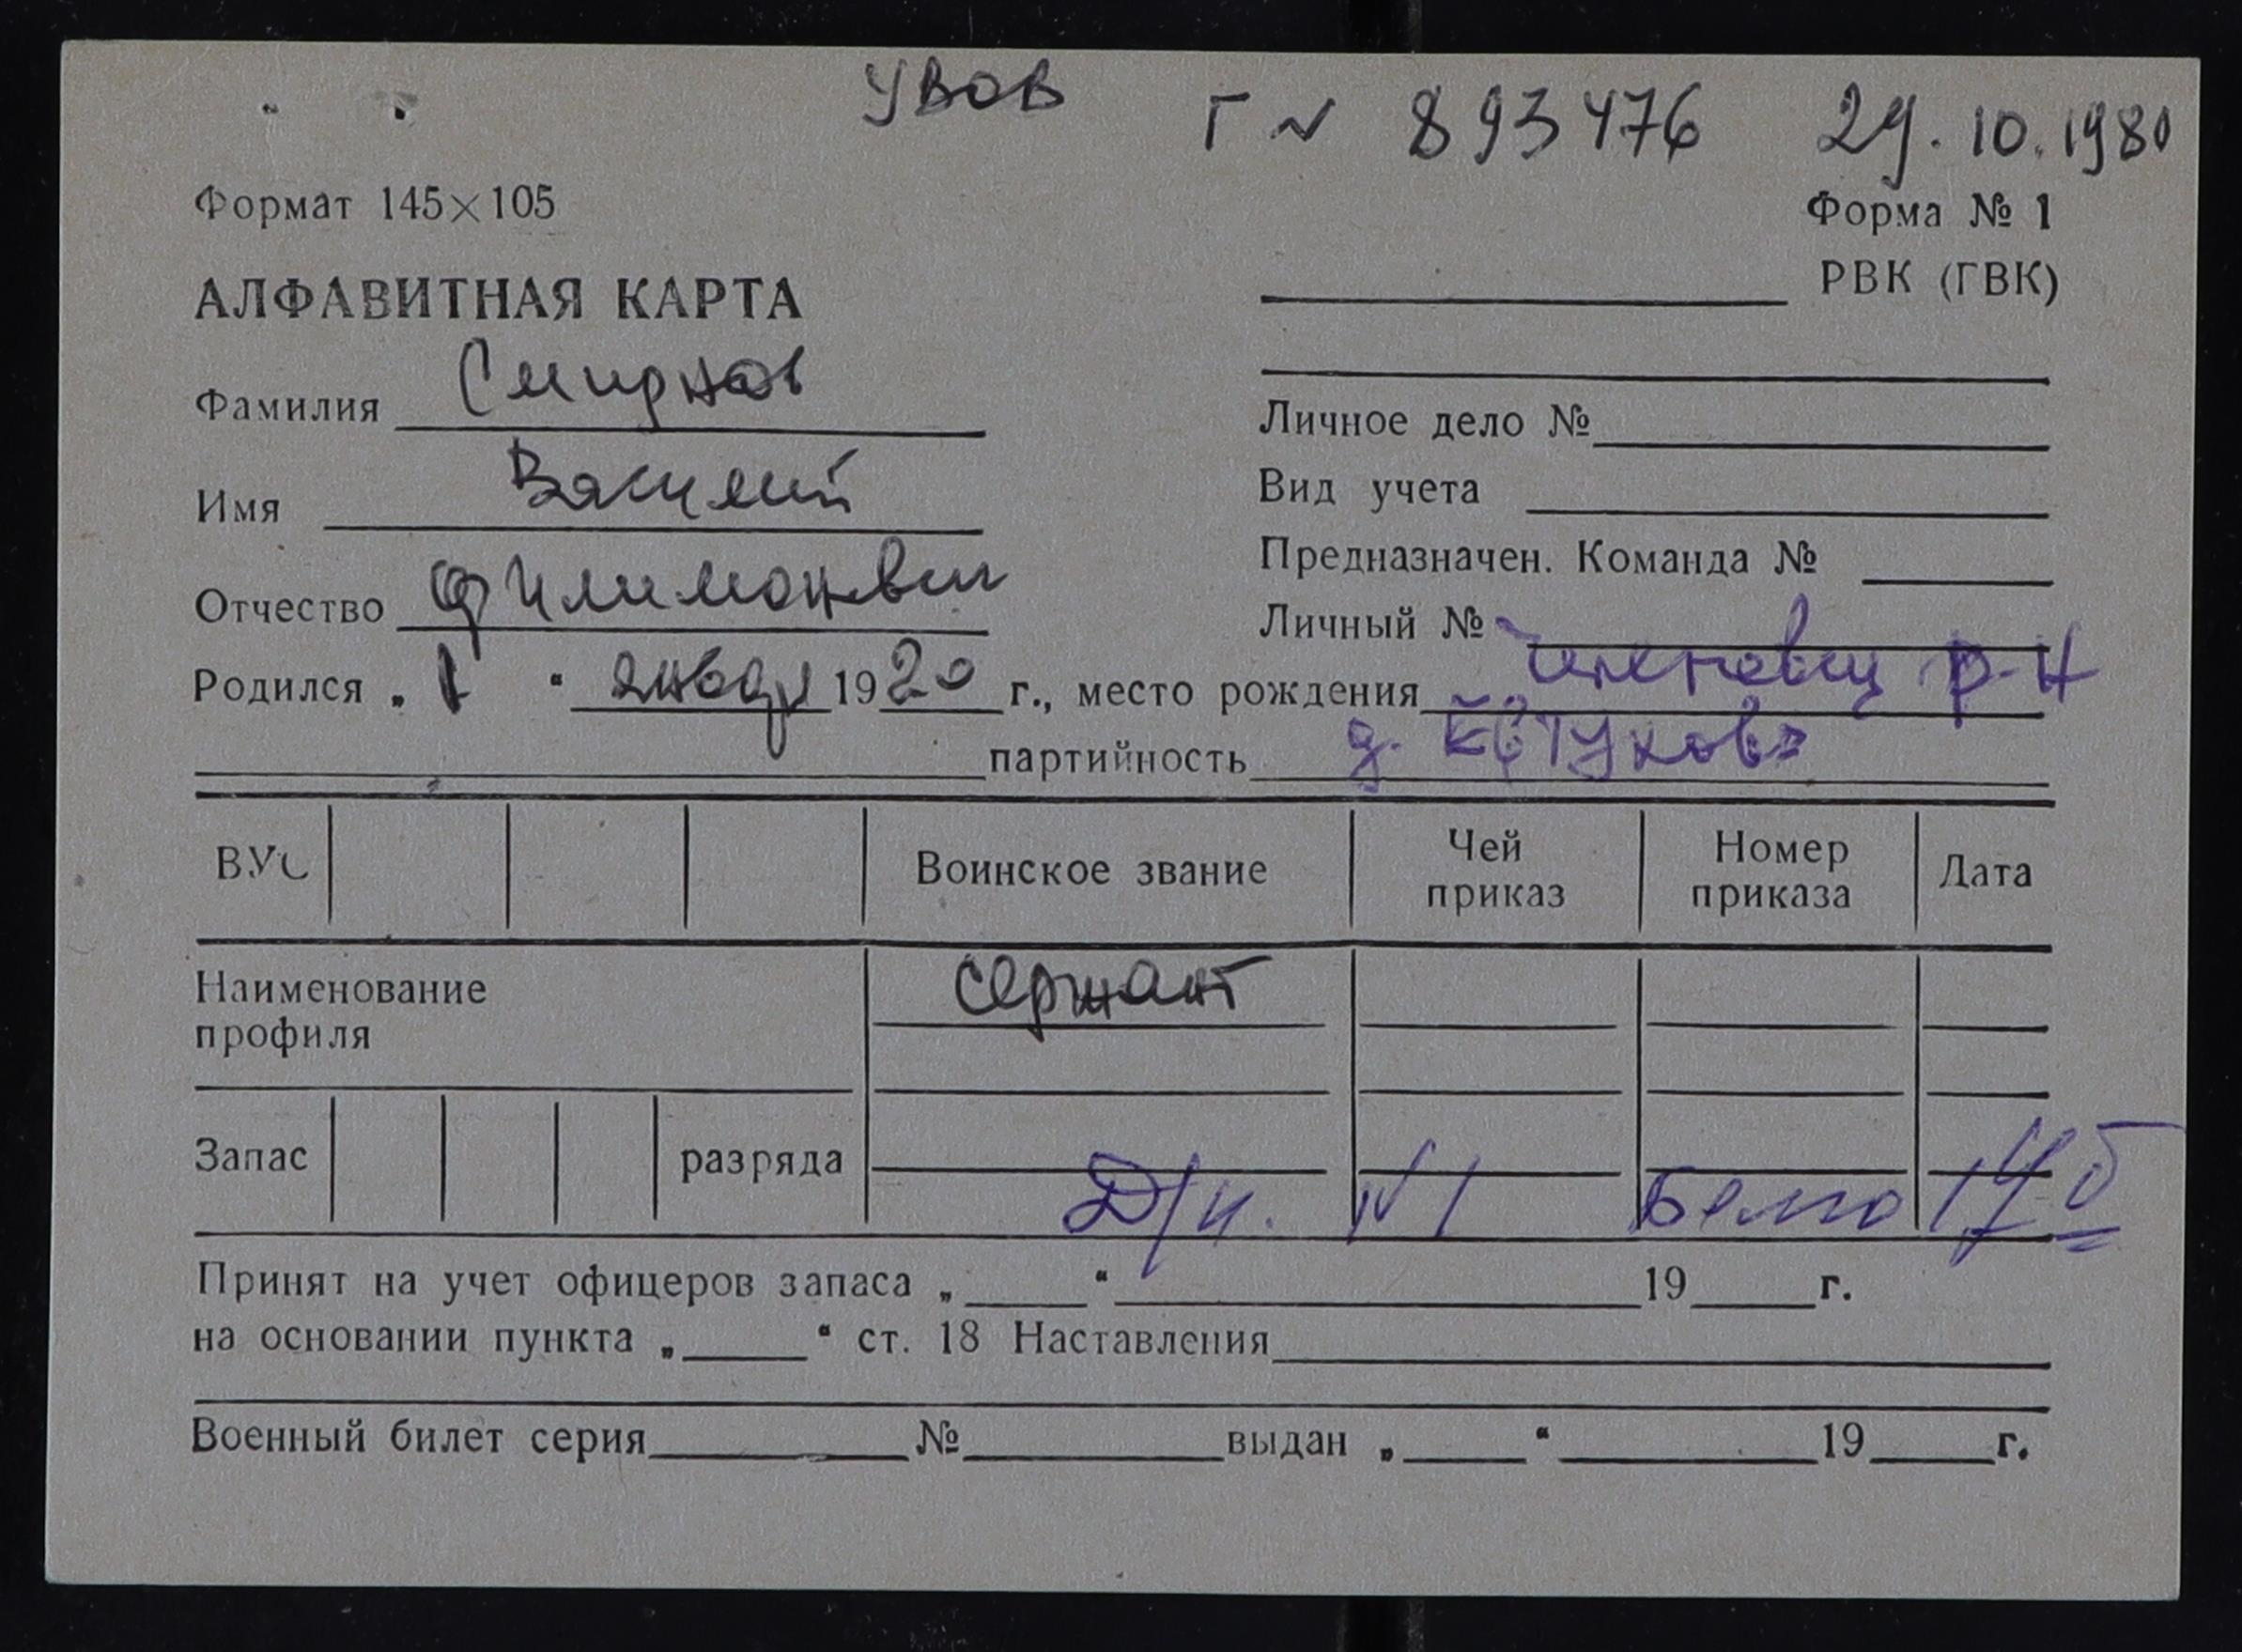 УВОВ Г № 893476 29.10.1980
Формат 145×105
Форма № 1
АЛФАВИТНАЯ КАРТА
РВК (ГВК)
Фамилия Смирнов
Личное дело №
Имя Василий
Вид учета
Предназначен. Команда №
Отчество Филимонвич
Личный №
Родился „1“ январ 1920 г., место рождения р-н
партийность д.
ВУС Воинское звание Чей приказ Номер приказа Дата
Наименование профиля сержант
Запас разряда
Д/и. №1
Принят на учет офицеров запаса „ “ 19 г.
на основании пункта „ “ ст. 18 Наставления
Военный билет серия № выдан „ “ 19 г.